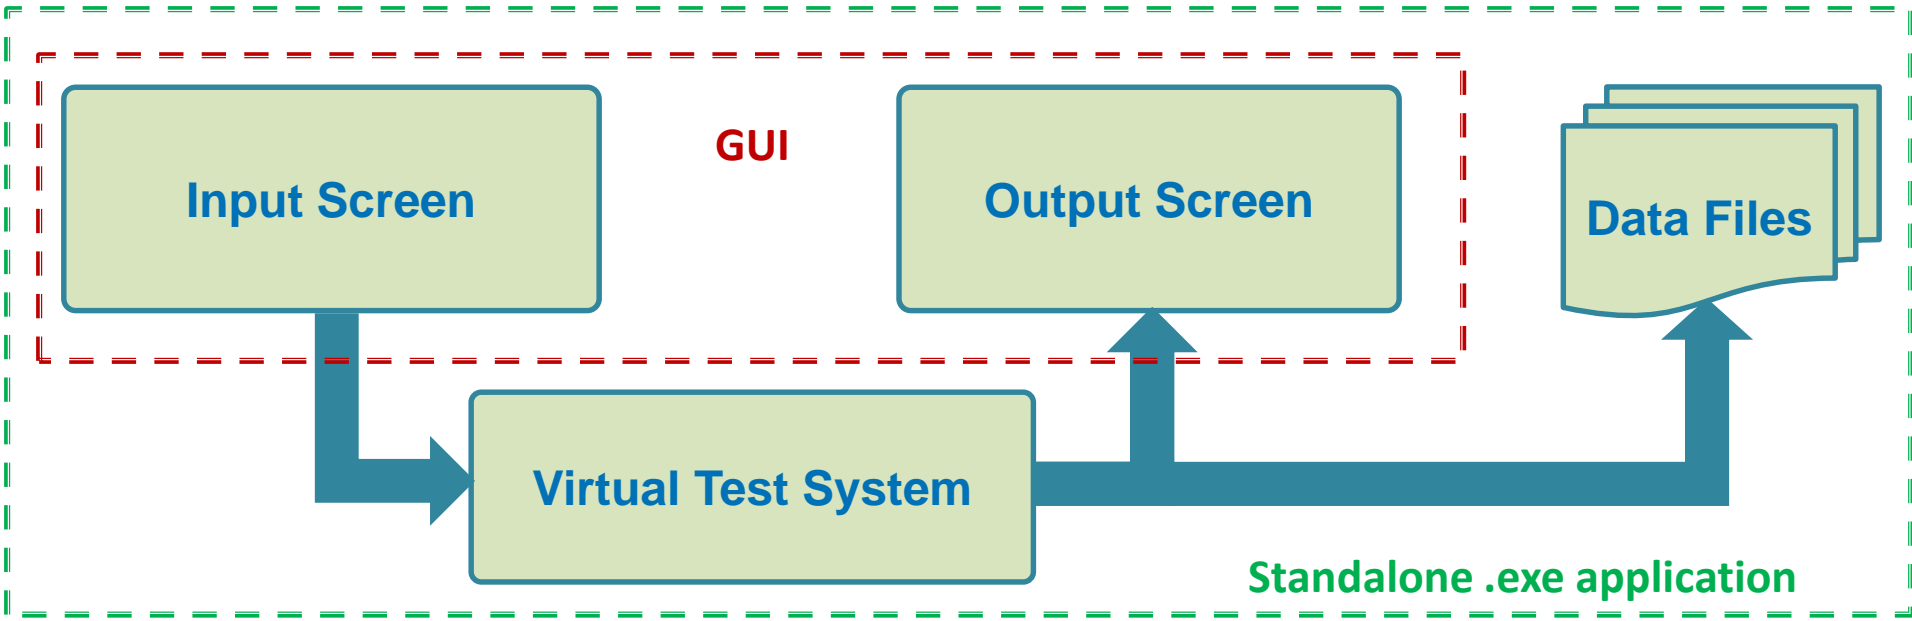 GUI
Input Screen
Output Screen
Data Files
Virtual Test System
Standalone .exe application